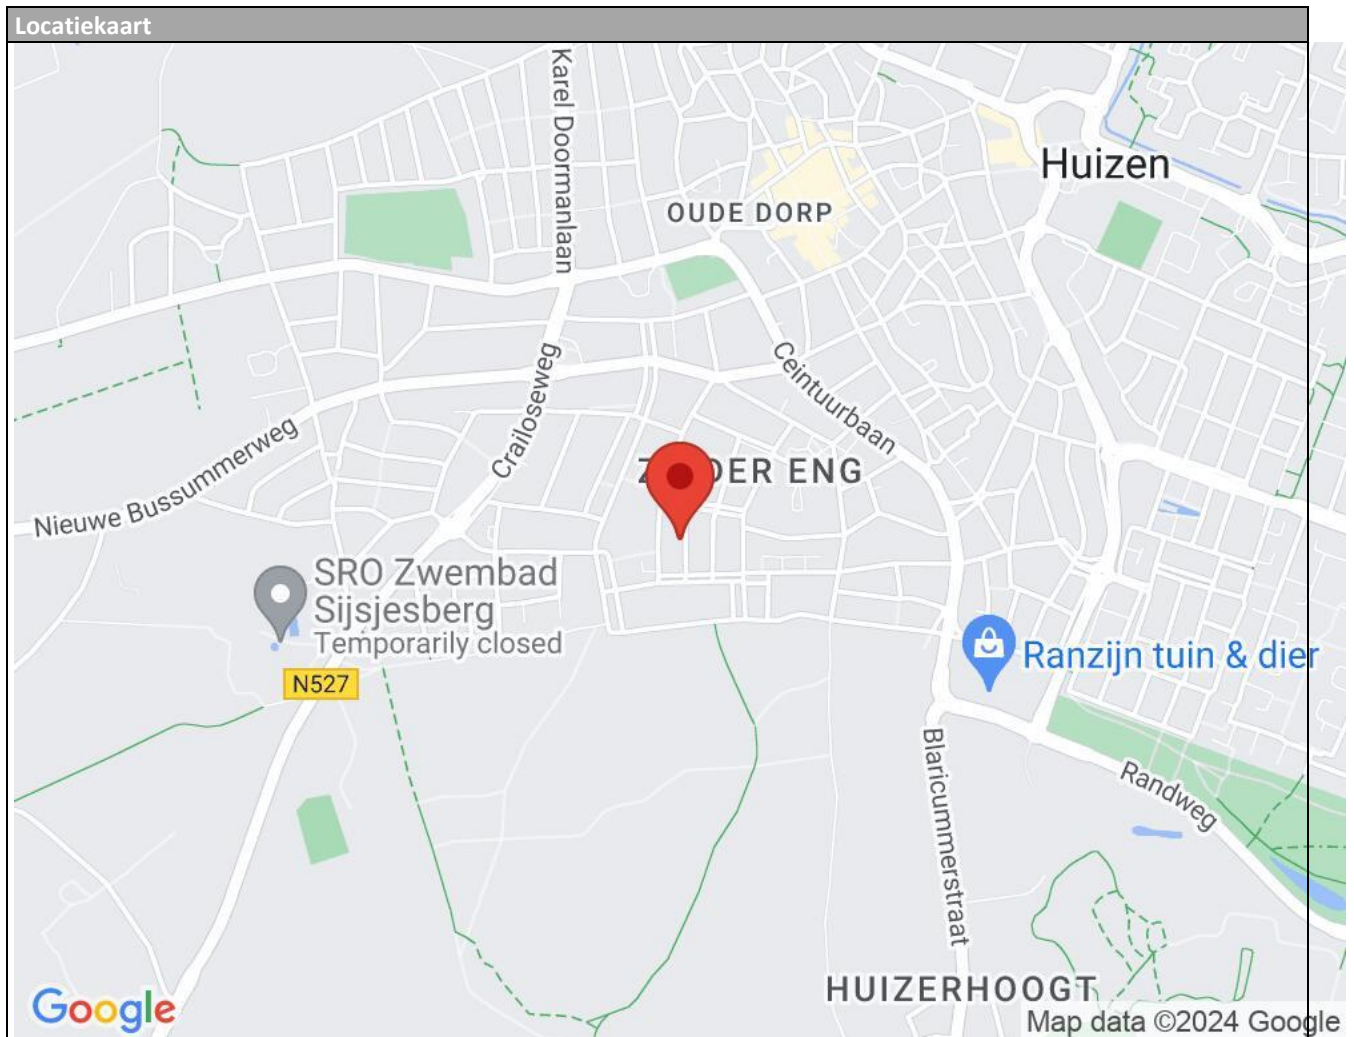 Locatiekaart
Karel Doormanlaan
Huizen
OUDE DORP
Ceintuurbaan
Crailoseweg
Nieuwe Bussummerweg
Z DER ENG
SRO Zwembad
Sijsjesberg
Temporarily closed
N527
Ranzijn tuin & dier
Blaricummerstraat
Randweg
HUIZERHOOGT
Google
Map data ©2024 Google